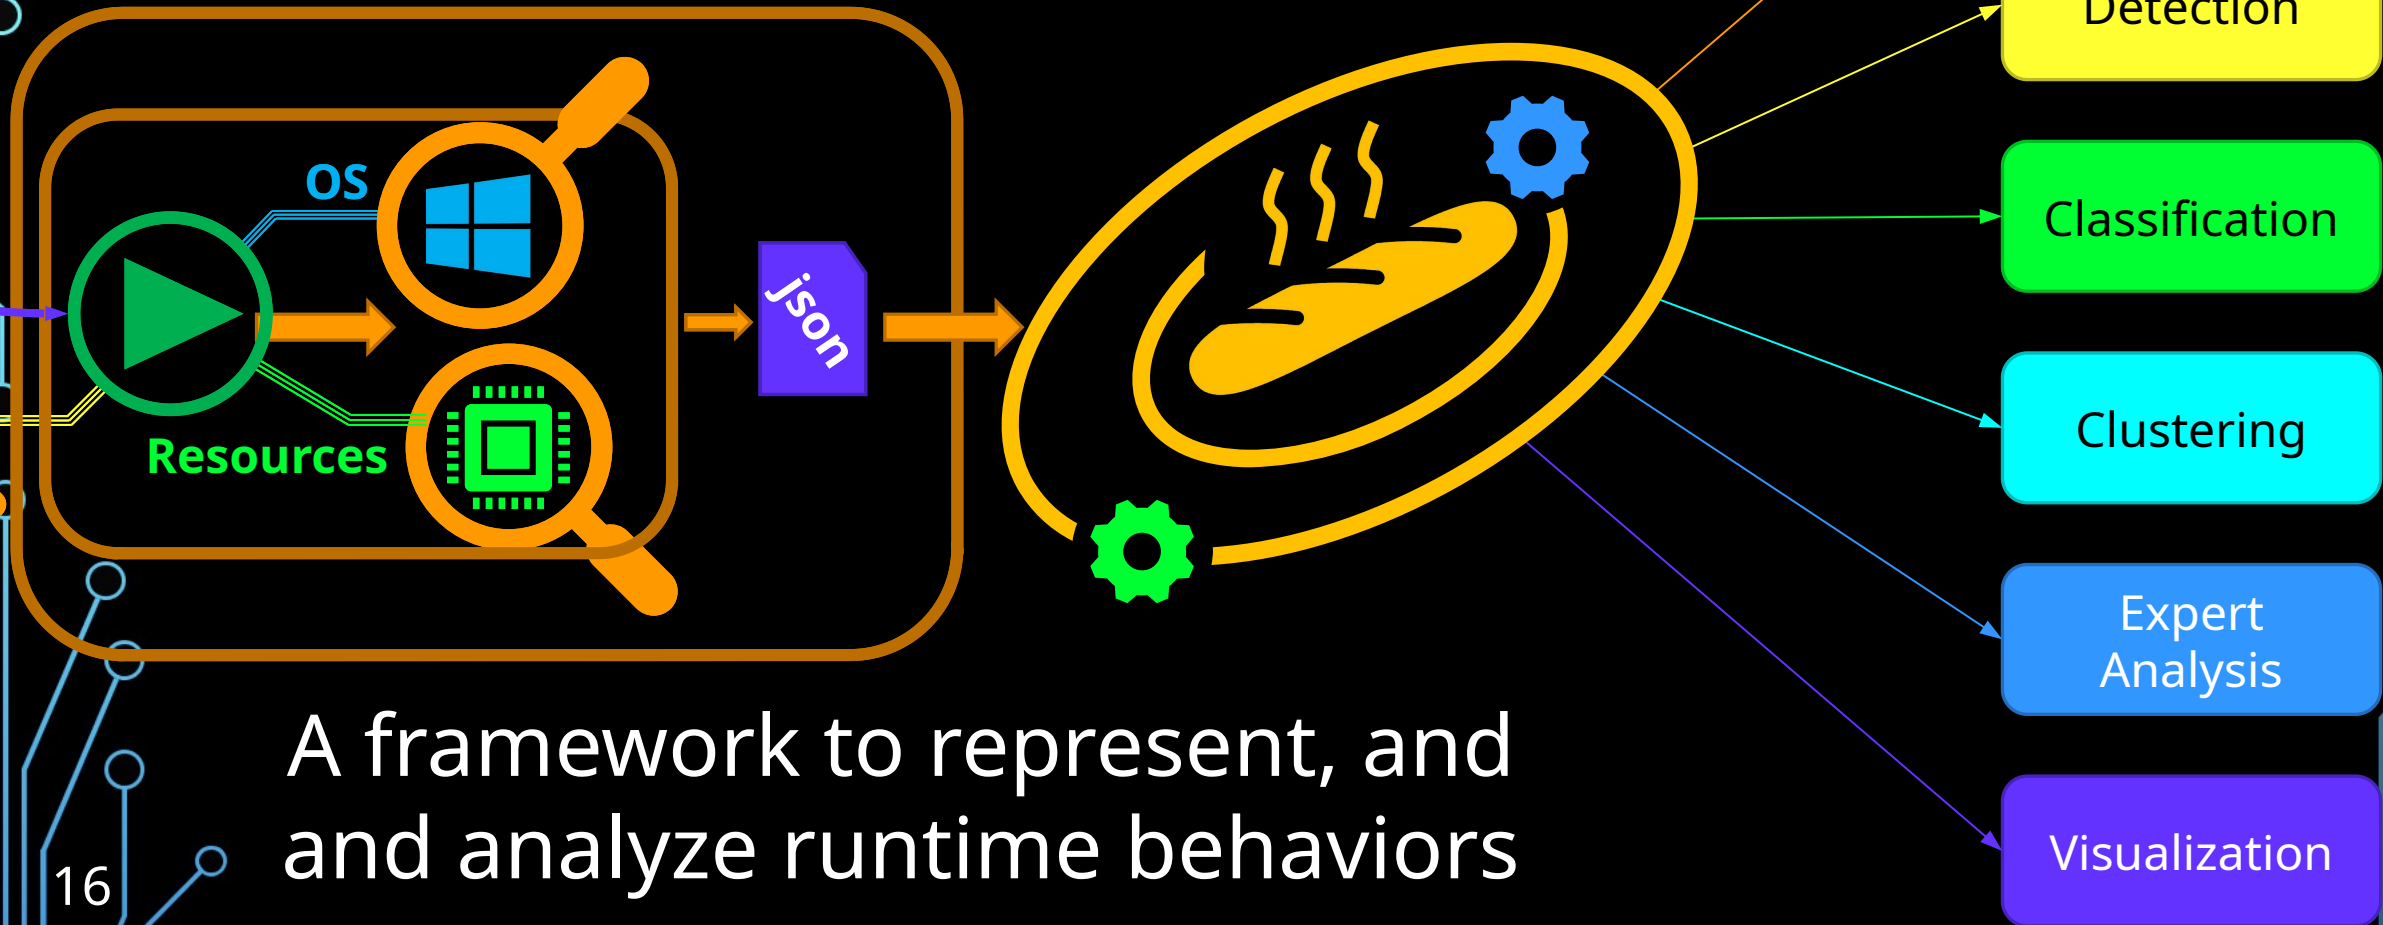 Detection
OS
Classification
json
Clustering
Resources
Expert
Analysis
A framework to represent, and
and analyze runtime behaviors
Visualization
16